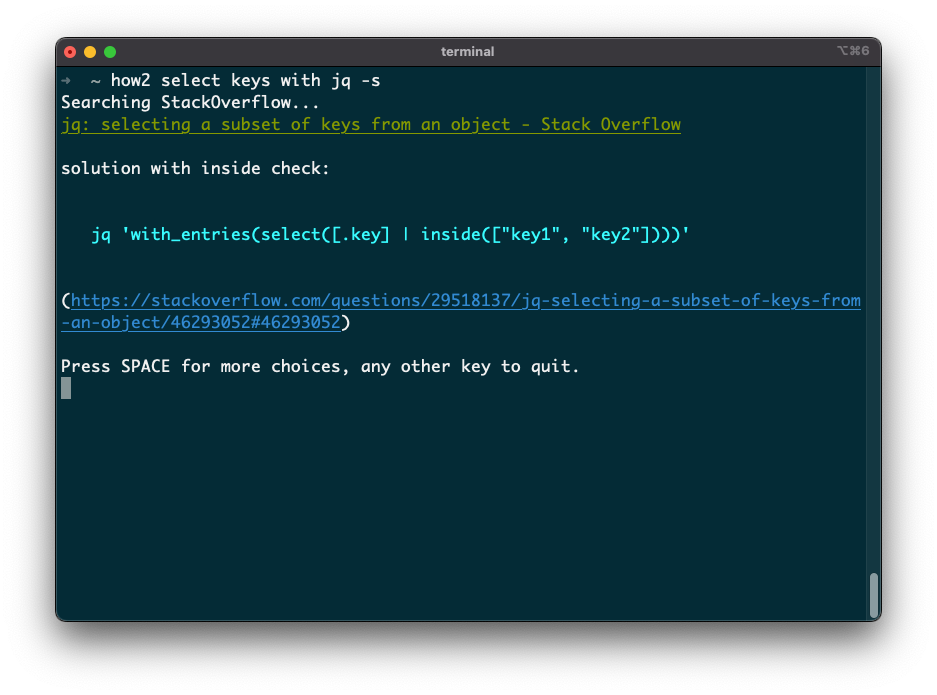 terminal
⌥⌘6
➜ ~ how2 select keys with jq -s
Searching StackOverflow...
jq: selecting a subset of keys from an object - Stack Overflow
solution with inside check:
jq 'with_entries(select([.key] | inside(["key1", "key2"])))'
(https://stackoverflow.com/questions/29518137/jq-selecting-a-subset-of-keys-from
-an-object/46293052#46293052)
Press SPACE for more choices, any other key to quit.